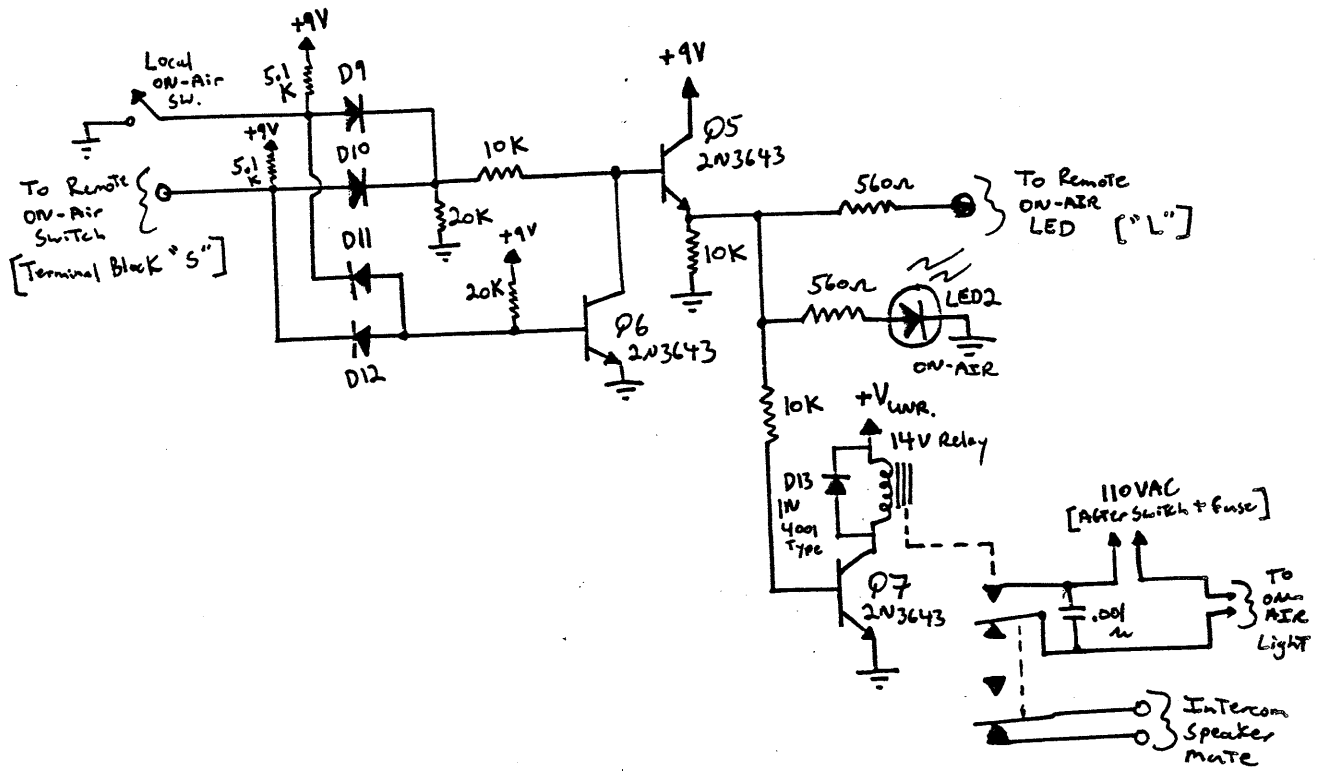 +9V
Local
ON-Air
SW.
5.1
K
D9
+9V
5.1
K
D10
To Remote
ON-Air
Switch
[Terminal Block "S"]
10K
20K
D11
D12
+9V
20K
+9V
Q5
2N3643
10K
Q6
2N3643
560Ω
To Remote
ON-AIR
LED ["L"]
560Ω
LED2
ON-AIR
10K
+VUNR.
14V Relay
D13
1N
4001
Type
Q7
2N3643
110VAC
[After Switch + Fuse]
.001
To
ON-
AIR
Light
Intercom
Speaker
Mute